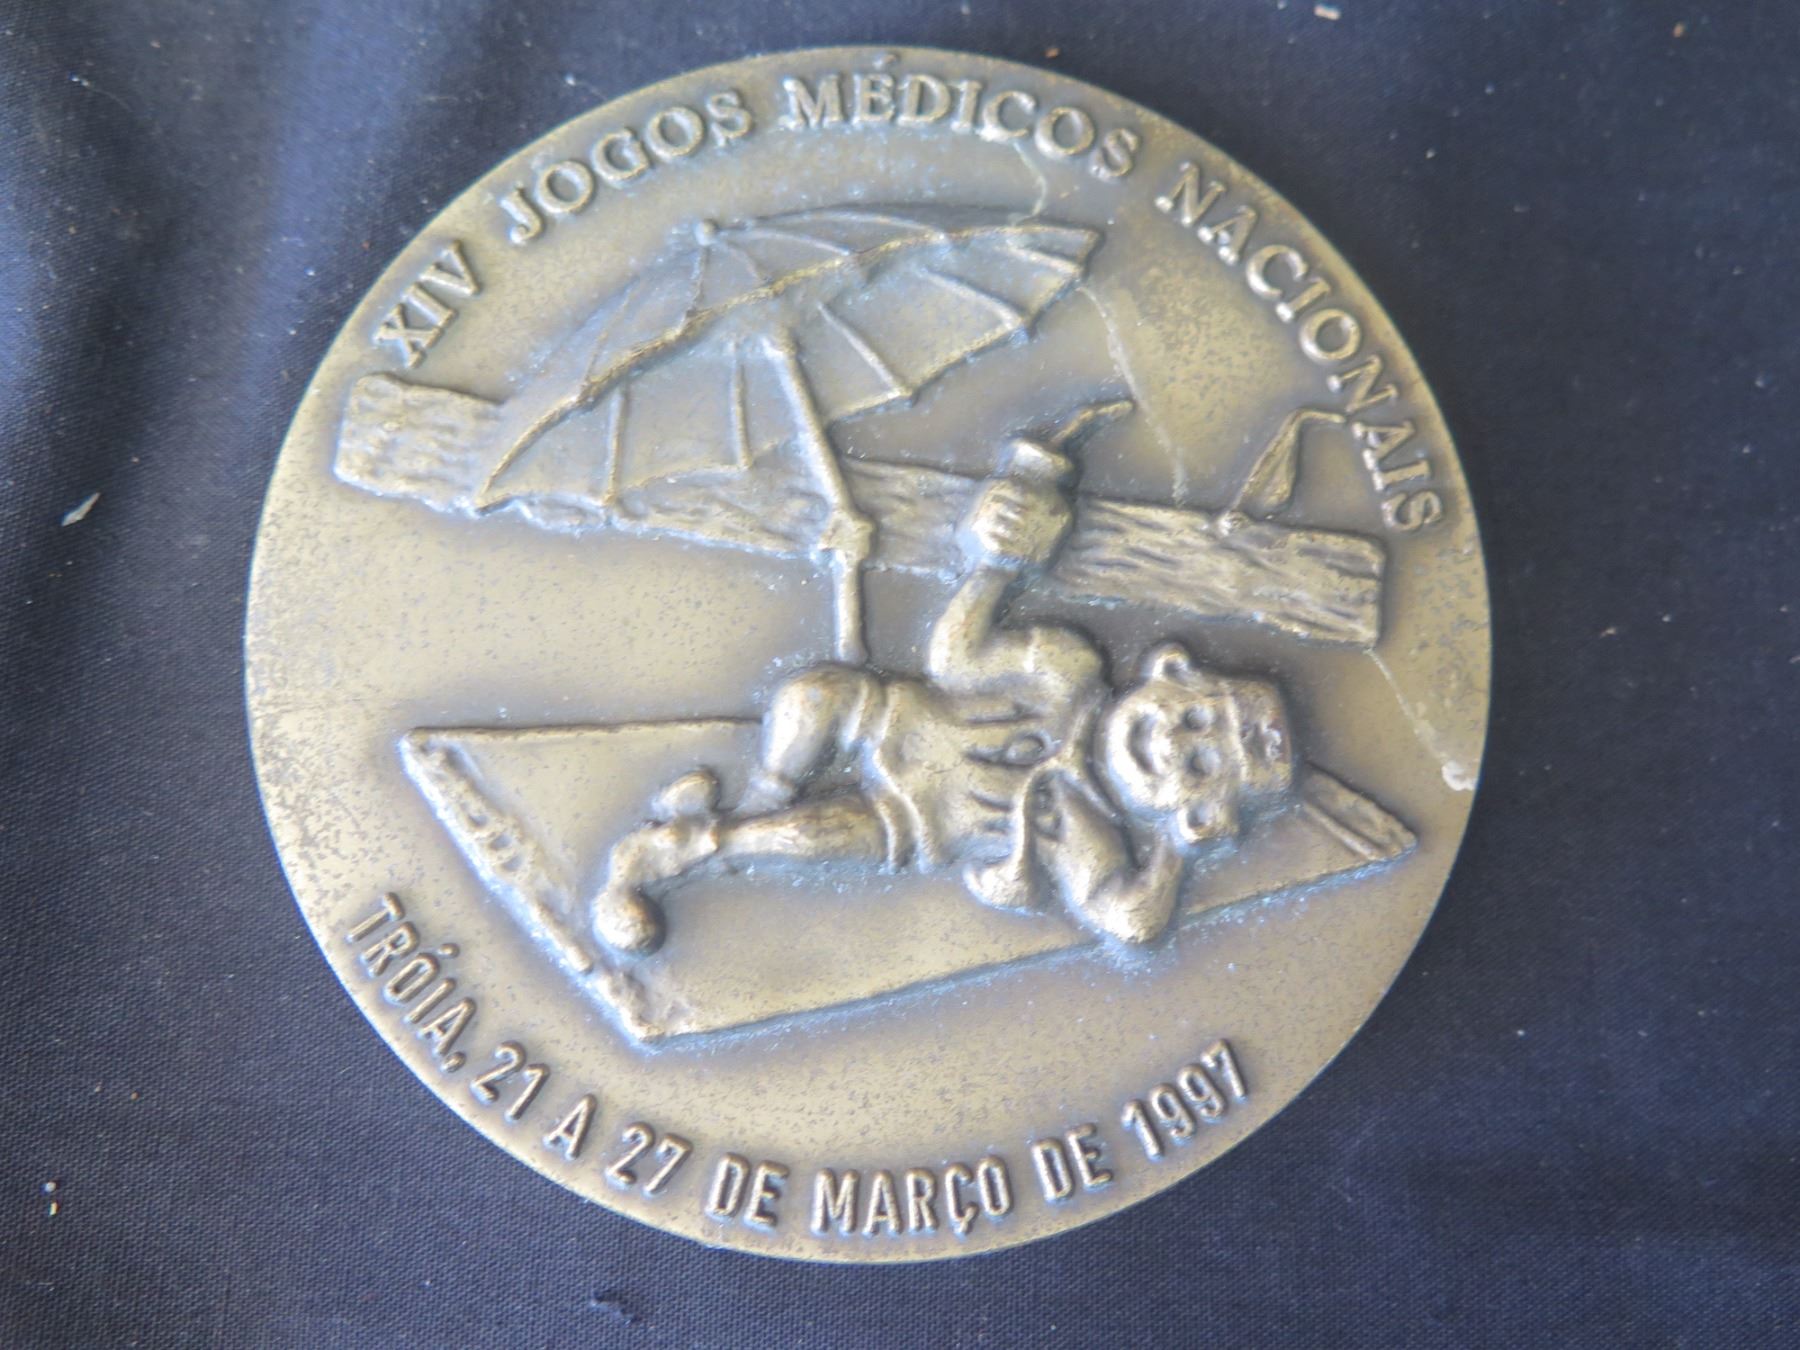 XIV JOGOS MÉDICOS NACIONAIS
TRÓIA, 21 A 27 DE MARÇO DE 1997